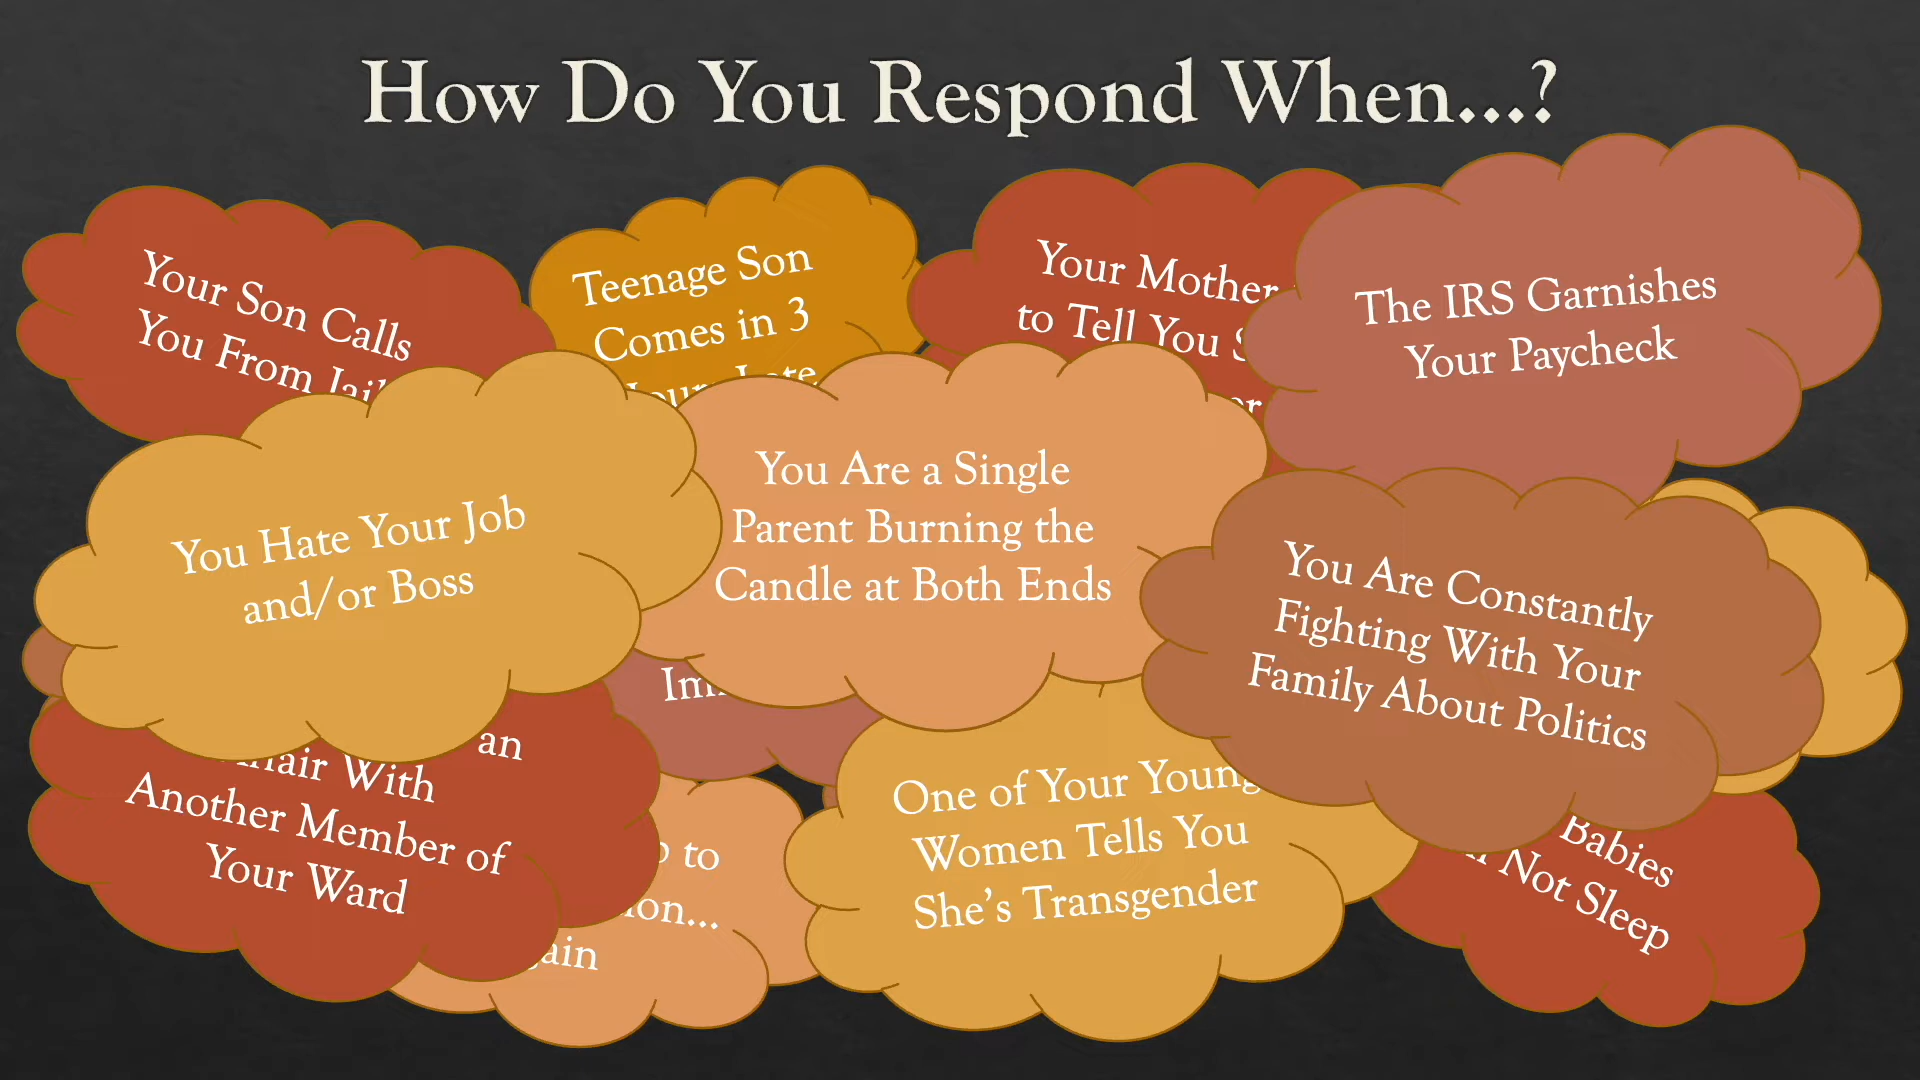 How Do You Respond When...?
Your Son Calls
You From Jail
Teenage Son
Comes in 3
Late
Your Mother
to Tell You
The IRS Garnishes
Your Paycheck
You Hate Your Job
and/or Boss
You Are a Single
Parent Burning the
Candle at Both Ends
You Are Constantly
Fighting With Your
Family About Politics
an
With
Another Member of
Your Ward
to
One of Your Young
Women Tells You
She's Transgender
Babies
Not Sleep